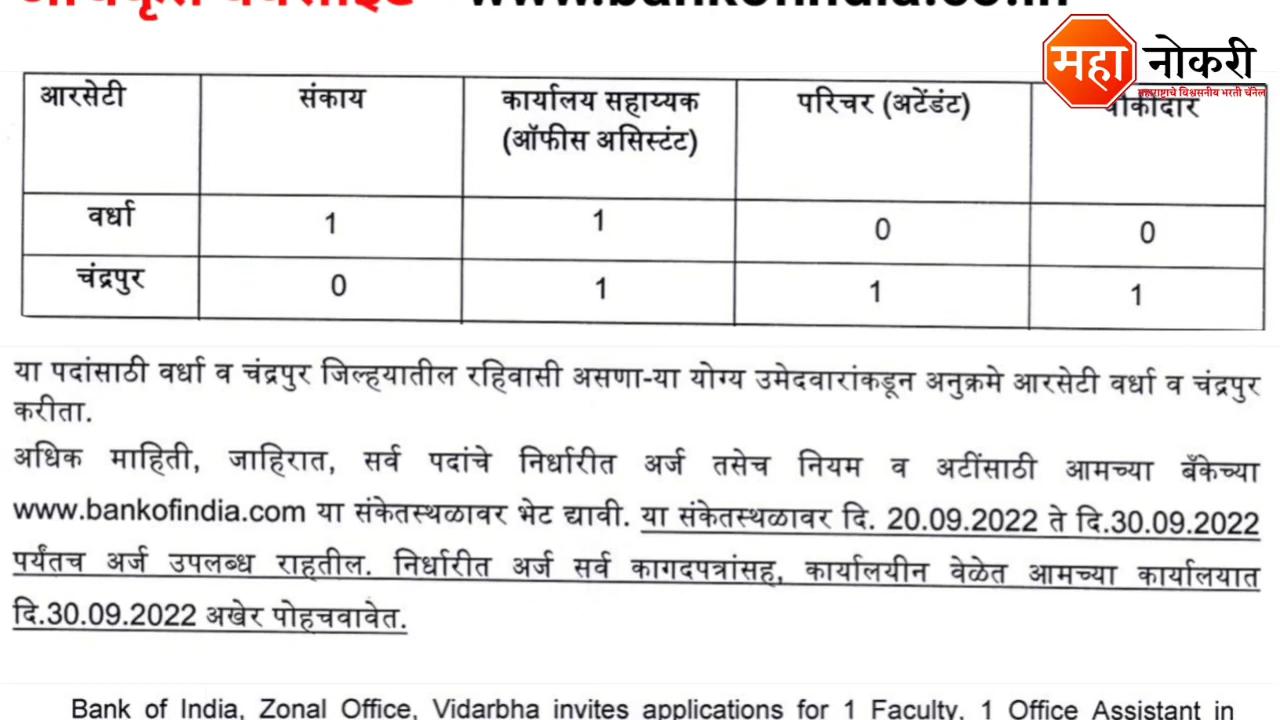 महा नोकरी
महाराष्ट्राचे विश्वसनीय भरती चॅनेल
आरसेटी संकाय कार्यालय सहाय्यक (ऑफीस असिस्टंट) परिचर (अटेंडंट) चौकीदार
वर्धा 1 1 0 0
चंद्रपुर 0 1 1 1
या पदांसाठी वर्धा व चंद्रपुर जिल्हयातील रहिवासी असणा-या योग्य उमेदवारांकडून अनुक्रमे आरसेटी वर्धा व चंद्रपुर
करीता.
अधिक माहिती, जाहिरात, सर्व पदांचे निर्धारीत अर्ज तसेच नियम व अटींसाठी आमच्या बँकेच्या
www.bankofindia.com या संकेतस्थळावर भेट द्यावी. या संकेतस्थळावर दि. 20.09.2022 ते दि.30.09.2022
पर्यंतच अर्ज उपलब्ध राहतील. निर्धारीत अर्ज सर्व कागदपत्रांसह, कार्यालयीन वेळेत आमच्या कार्यालयात
दि.30.09.2022 अखेर पोहचवावेत.
Bank of India, Zonal Office, Vidarbha invites applications for 1 Faculty, 1 Office Assistant in